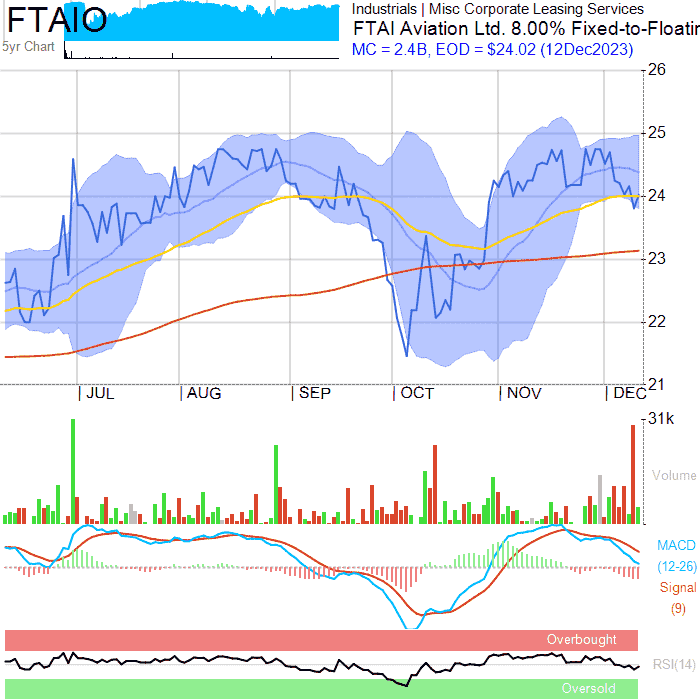 FTAIO
5yr Chart
Industrials | Misc Corporate Leasing Services
FTAI Aviation Ltd. 8.00% Fixed-to-Floatin
MC = 2.4B, EOD = $24.02 (12Dec2023)
26
25
24
23
22
21
| JUL | AUG | SEP | OCT | NOV | DEC
31k
Volume
MACD
(12-26)
Signal
(9)
Overbought
RSI(14)
Oversold